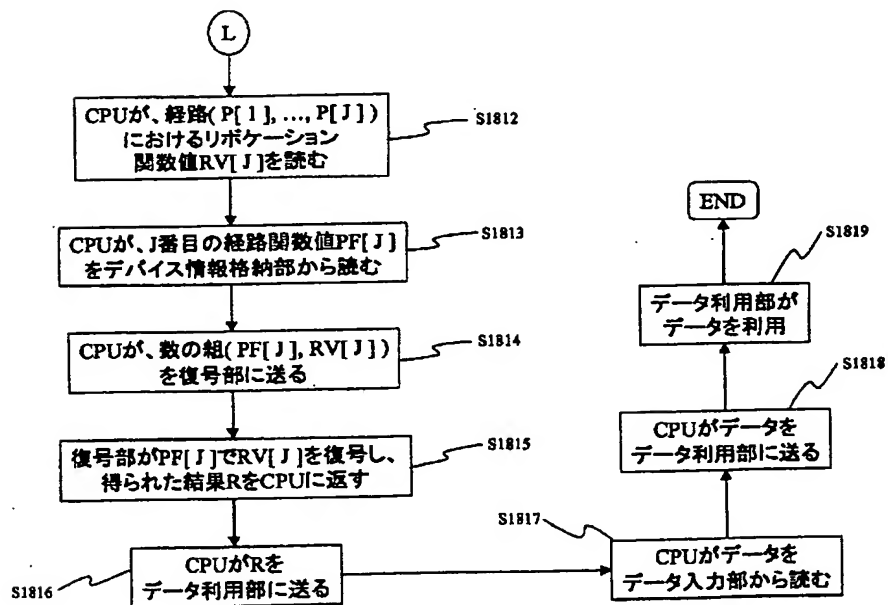 L
CPUが、経路( P[ 1 ], ..., P[ J ] )
におけるリボケーション
関数値RV[ J ]を読む
S1812
CPUが、J番目の経路関数値PF[ J ]
をデバイス情報格納部から読む
S1813
CPUが、数の組( PF[ J ], RV[ J ])
を復号部に送る
S1814
復号部がPF[ J ]でRV[ J ]を復号し、
得られた結果RをCPUに返す
S1815
CPUがRを
データ利用部に送る
S1816
CPUがデータを
データ入力部から読む
S1817
CPUがデータを
データ利用部に送る
S1818
データ利用部が
データを利用
S1819
END